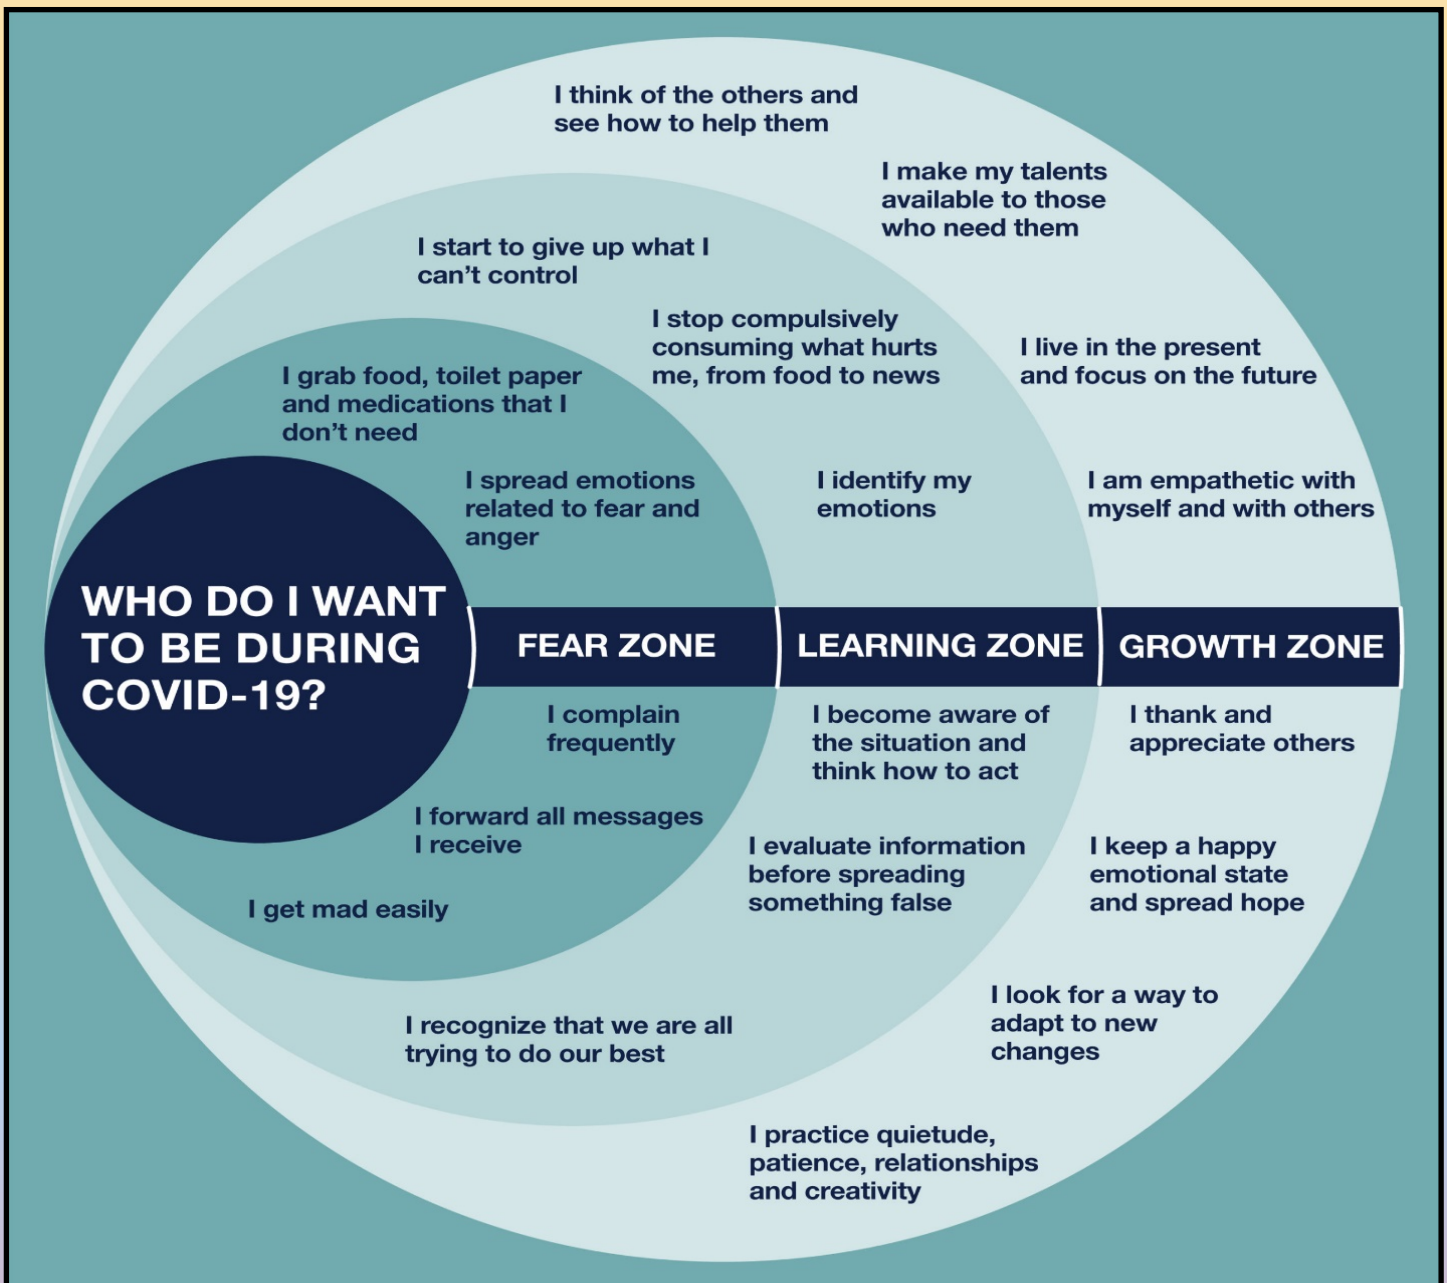 I think of the others and
see how to help them
I make my talents
available to those
who need them
I start to give up what I
can't control
I stop compulsively
consuming what hurts
me, from food to news
I live in the present
and focus on the future
I grab food, toilet paper
and medications that I
don't need
I spread emotions
related to fear and
anger
I identify my
emotions
I am empathetic with
myself and with others
WHO DO I WANT
TO BE DURING
COVID-19?
FEAR ZONE
LEARNING ZONE
GROWTH ZONE
I complain
frequently
I become aware of
the situation and
think how to act
I thank and
appreciate others
I forward all messages
I receive
I evaluate information
before spreading
something false
I keep a happy
emotional state
and spread hope
I get mad easily
I look for a way to
adapt to new
changes
I recognize that we are all
trying to do our best
I practice quietude,
patience, relationships
and creativity